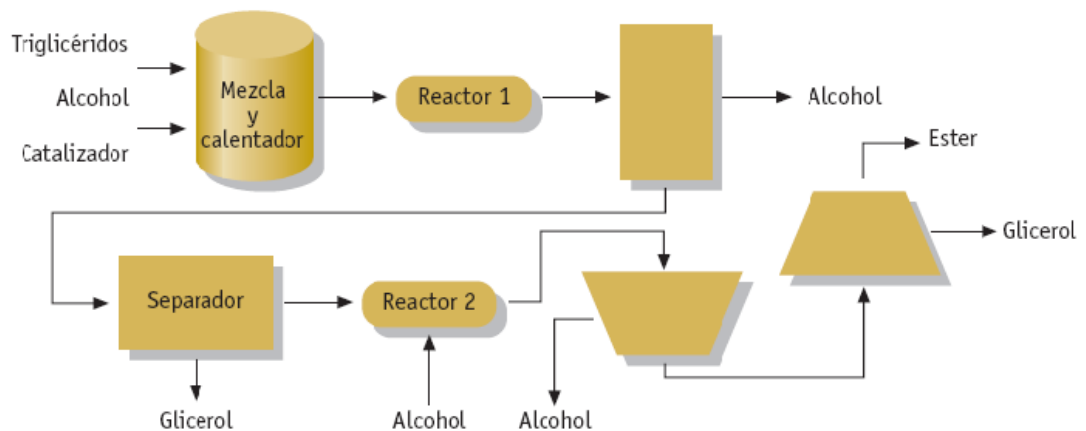 Triglicéridos
Alcohol
Catalizador
Mezcla
y
calentador
Reactor 1
Alcohol
Ester
Glicerol
Separador
Reactor 2
Glicerol
Alcohol
Alcohol